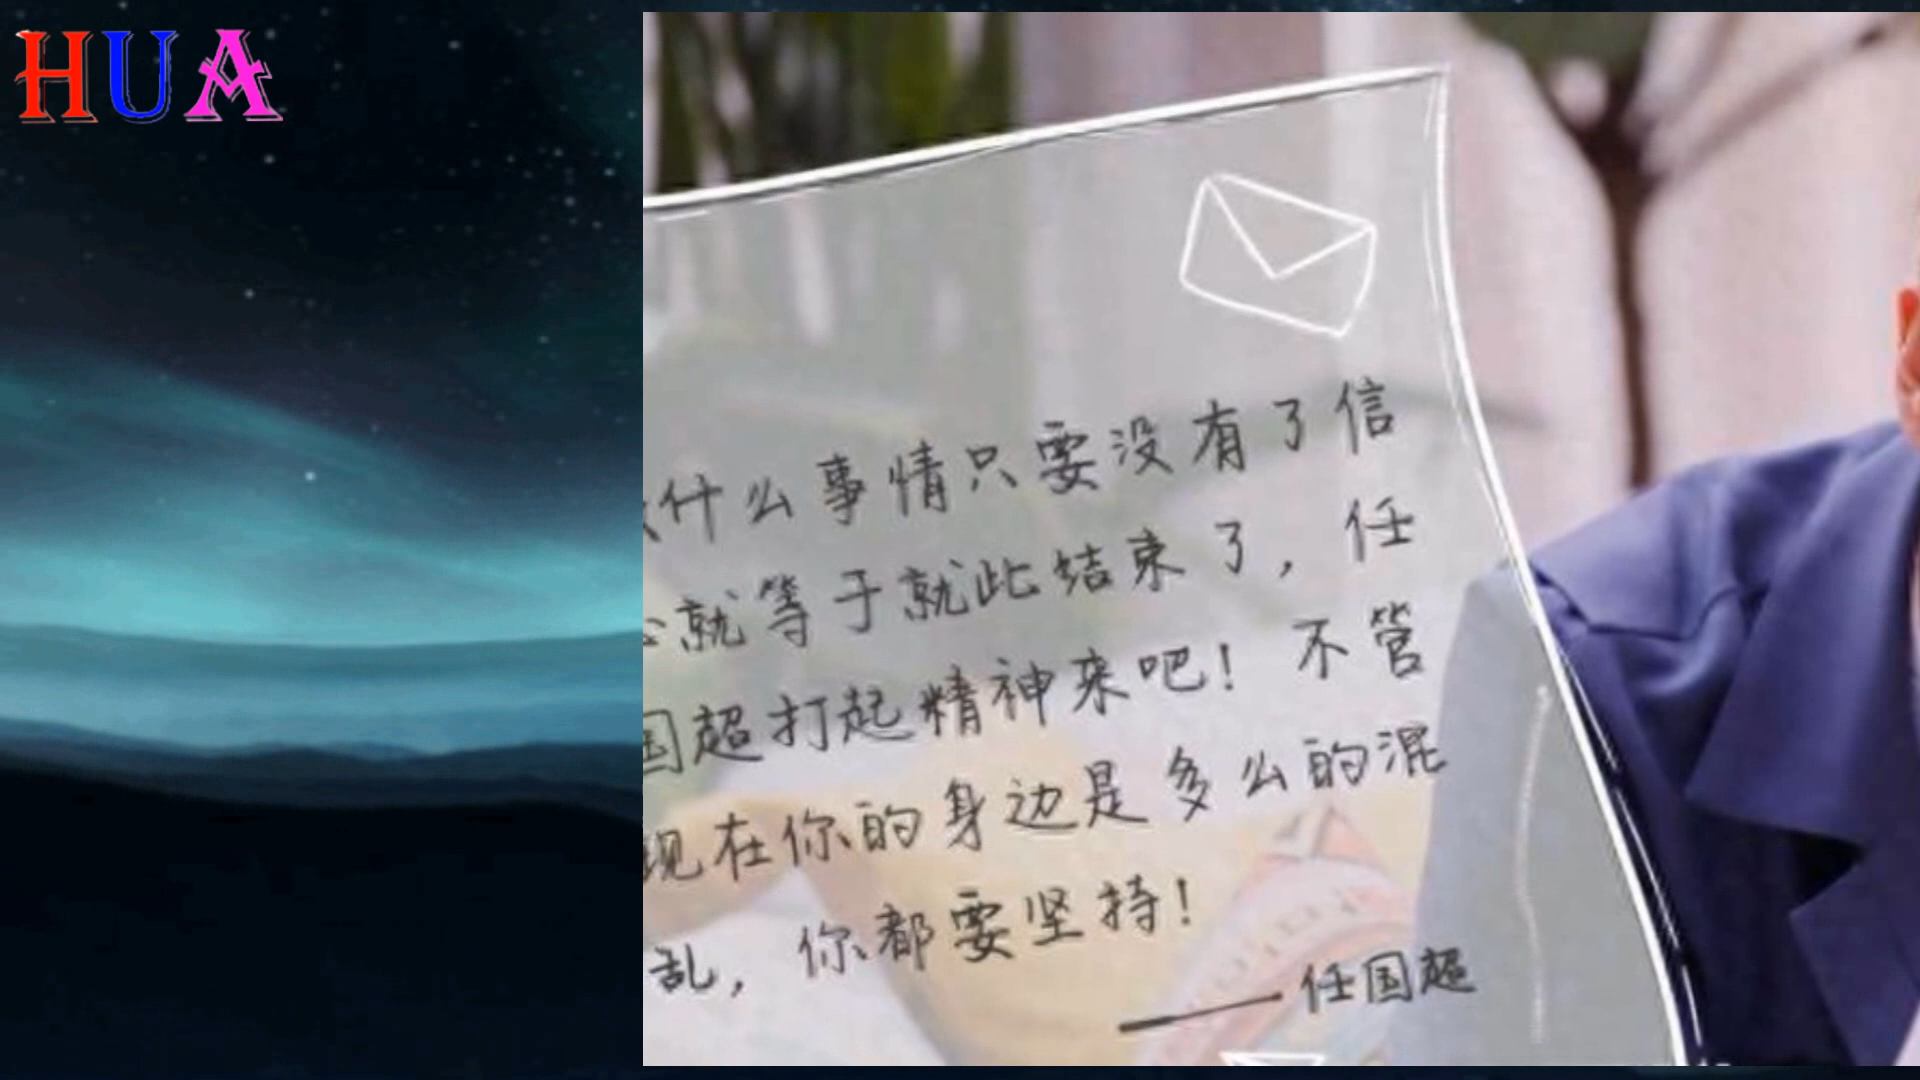 HUA
什么事情只要没有了信
就等于就此结束了，任
国超打起精神来吧！不管
现在你的身边是多么的混
乱，你都要坚持！
——任国超